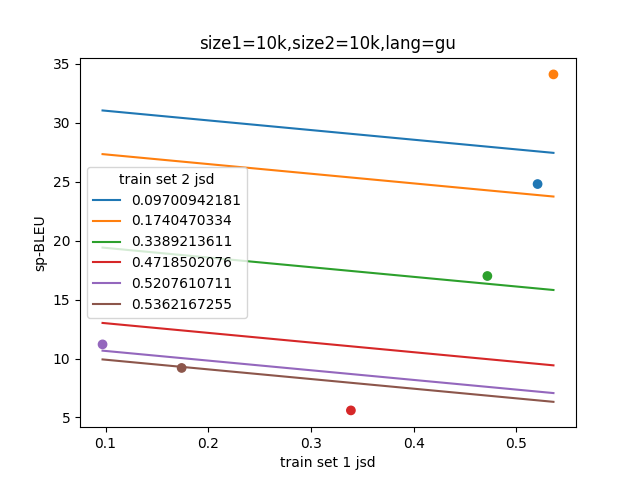 size1=10k,size2=10k,lang=gu
sp-BLEU
35
30
25
20
15
10
5
train set 2 jsd
0.09700942181
0.1740470334
0.3389213611
0.4718502076
0.5207610711
0.5362167255
0.1 0.2 0.3 0.4 0.5
train set 1 jsd